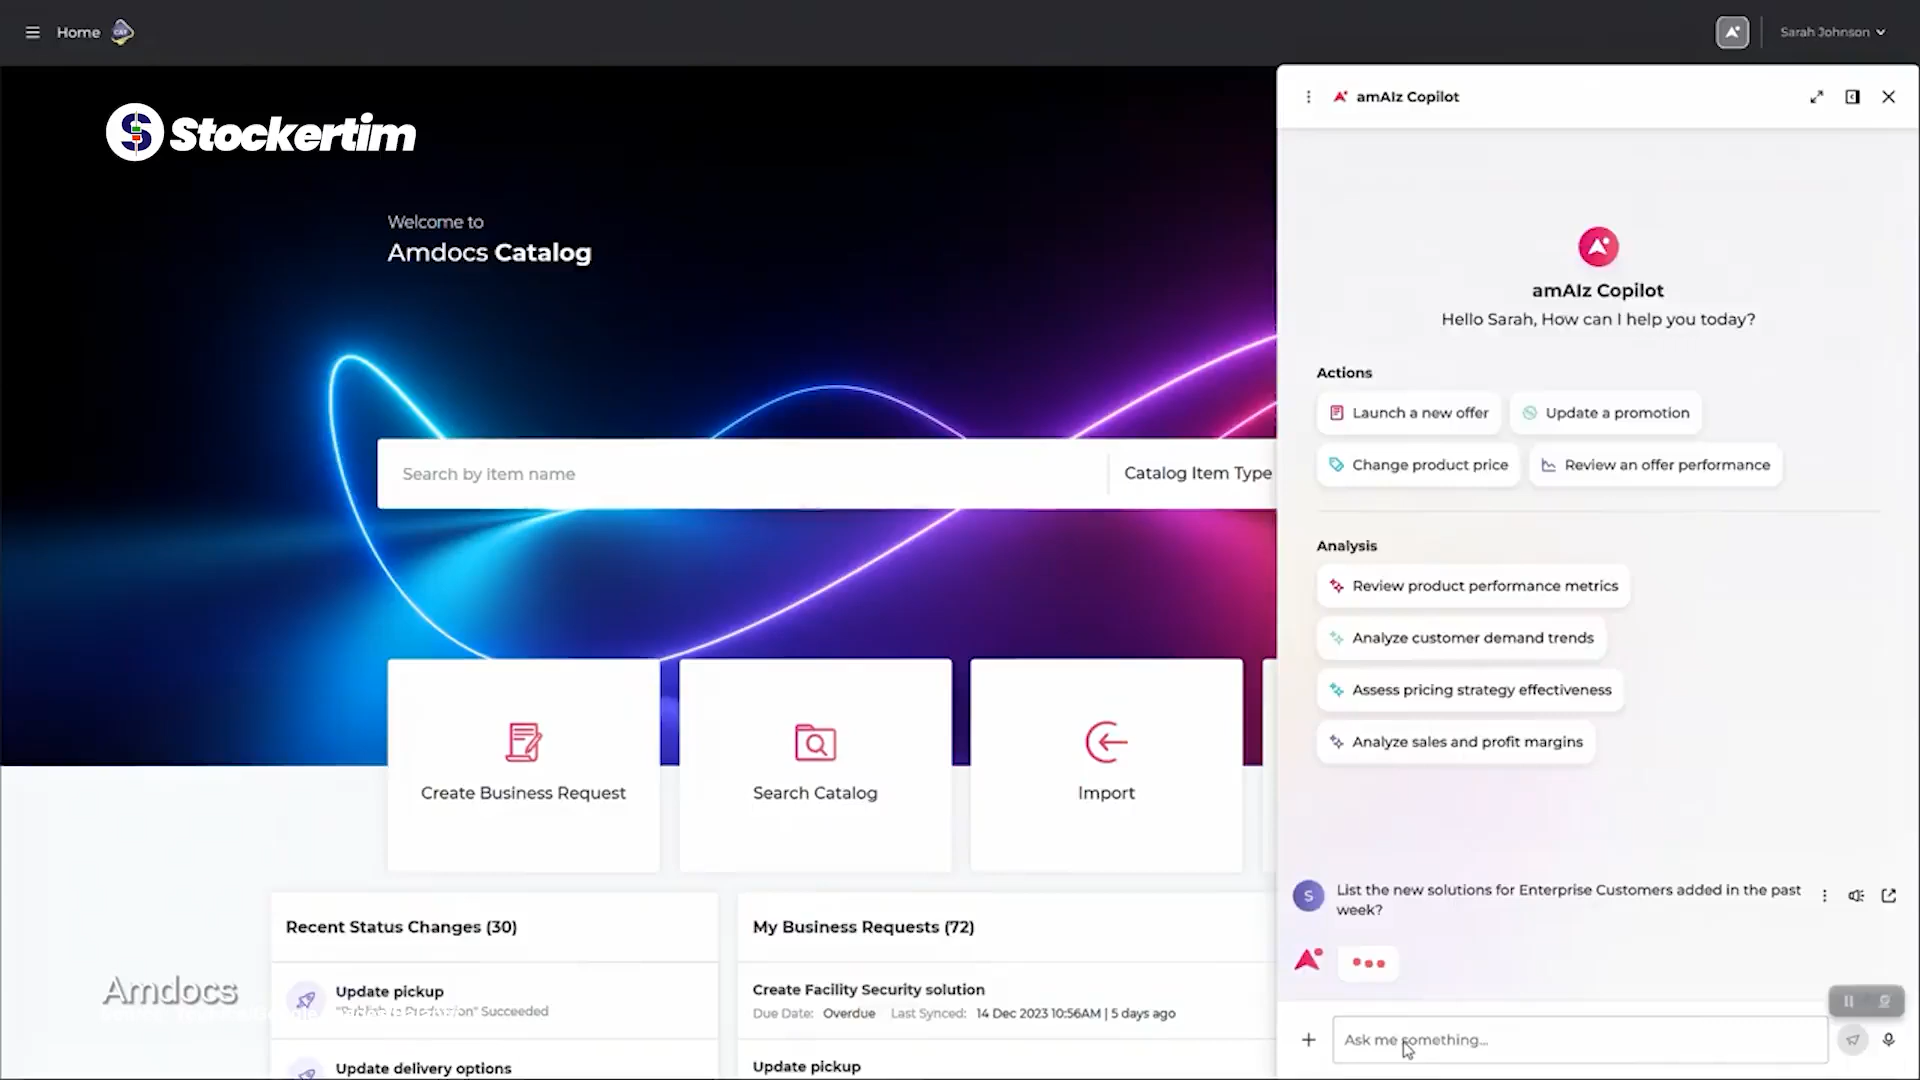 Home
CAT
Sarah Johnson
Stockertim
Welcome to
Amdocs Catalog
Search by item name
Catalog Item Type
Create Business Request
Search Catalog
Import
Recent Status Changes (30)
Update pickup
Succeeded
Update delivery options
My Business Requests (72)
Create Facility Security solution
Due Date: Overdue Last Synced: 14 Dec 2023 10:56AM | 5 days ago
Update pickup
Amdocs
amAIz Copilot
amAIz Copilot
Hello Sarah, How can I help you today?
Actions
Launch a new offer
Update a promotion
Change product price
Review an offer performance
Analysis
Review product performance metrics
Analyze customer demand trends
Assess pricing strategy effectiveness
Analyze sales and profit margins
S
List the new solutions for Enterprise Customers added in the past
week?
Ask me something...